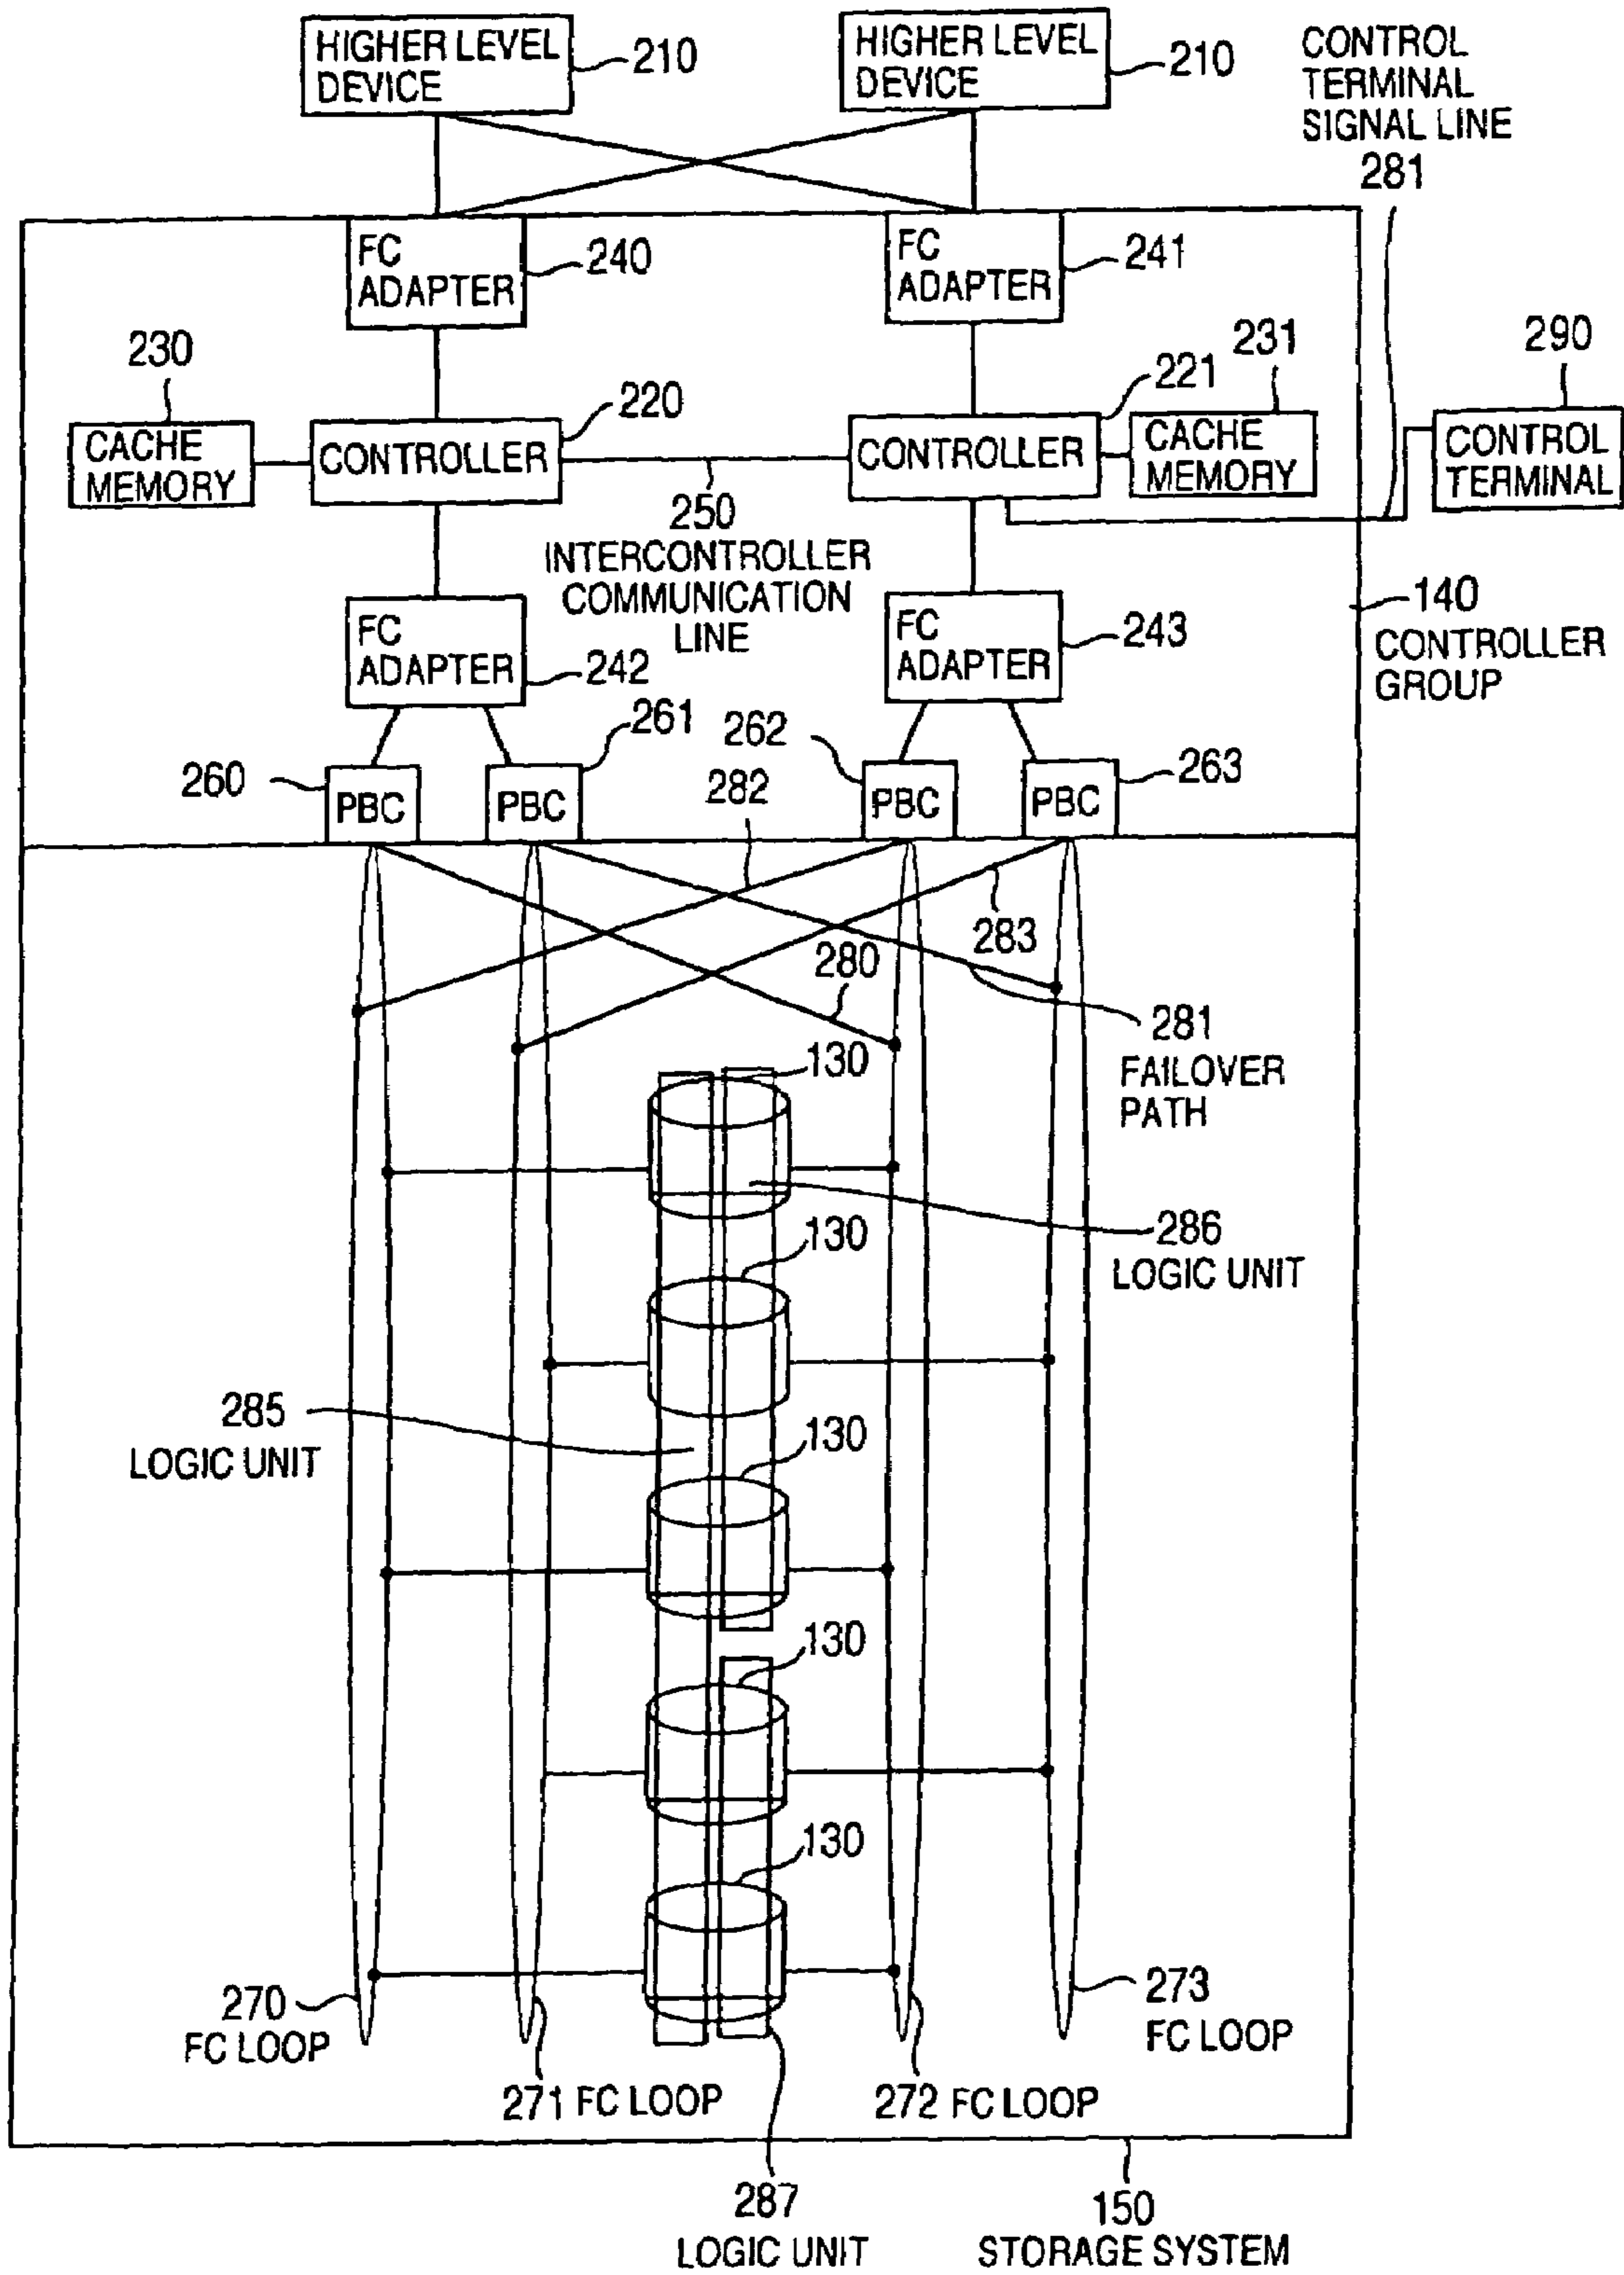 HIGHER LEVEL
DEVICE
210
HIGHER LEVEL
DEVICE
210
CONTROL
TERMINAL
SIGNAL LINE
281
FC
ADAPTER
240
FC
ADAPTER
241
230
CACHE
MEMORY
220
CONTROLLER
221
CONTROLLER
231
CACHE
MEMORY
290
CONTROL
TERMINAL
250
INTERCONTROLLER
COMMUNICATION
LINE
FC
ADAPTER
242
FC
ADAPTER
243
140
CONTROLLER
GROUP
260
PBC
261
PBC
262
PBC
263
PBC
282
283
280
281
FAILOVER
PATH
130
286
LOGIC UNIT
130
285
LOGIC UNIT
130
130
130
270
FC LOOP
271 FC LOOP
272 FC LOOP
273
FC LOOP
287
LOGIC UNIT
150
STORAGE SYSTEM